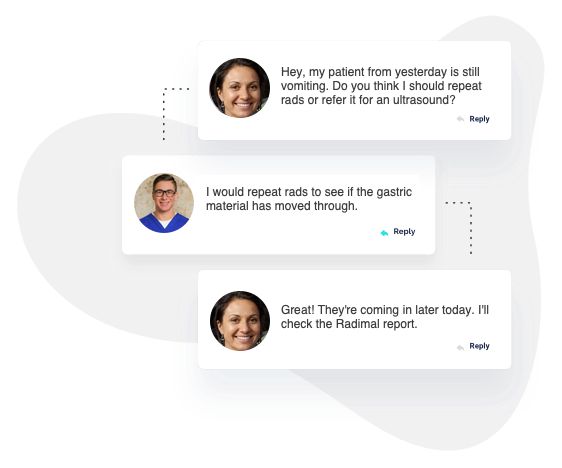 Hey, my patient from yesterday is still
vomiting. Do you think I should repeat
rads or refer it for an ultrasound?
Reply
I would repeat rads to see if the gastric
material has moved through.
Reply
Great! They're coming in later today. I'll
check the Radimal report.
Reply